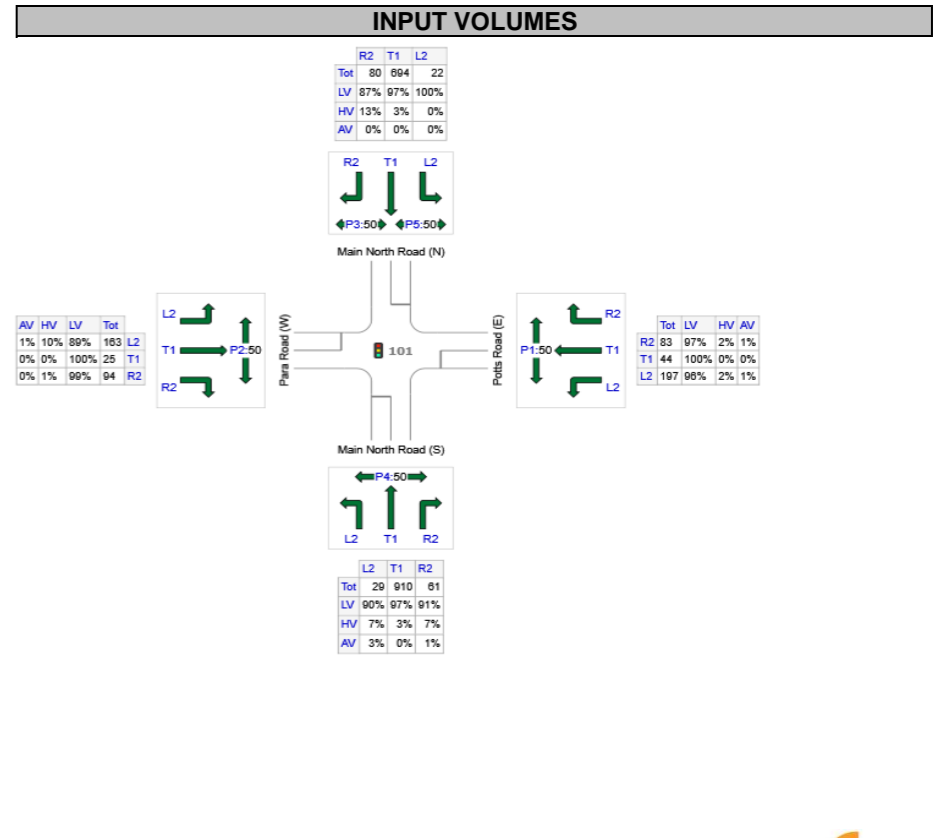 INPUT VOLUMES
R2 T1 L2
Tot 80 694 22
LV 87% 97% 100%
HV 13% 3% 0%
AV 0% 0% 0%
R2 T1 L2
P3:50 P5:50
Main North Road (N)
AV HV LV Tot
1% 10% 89% 163 L2
0% 0% 100% 25 T1
0% 1% 99% 94 R2
L2
T1 P2:50
R2
Para Road (W)
101
Potts Road (E)
R2
P1:50 T1
L2
Tot LV HV AV
R2 83 97% 2% 1%
T1 44 100% 0% 0%
L2 197 96% 2% 1%
Main North Road (S)
P4:50
L2 T1 R2
L2 T1 R2
Tot 29 910 61
LV 90% 97% 91%
HV 7% 3% 7%
AV 3% 0% 1%